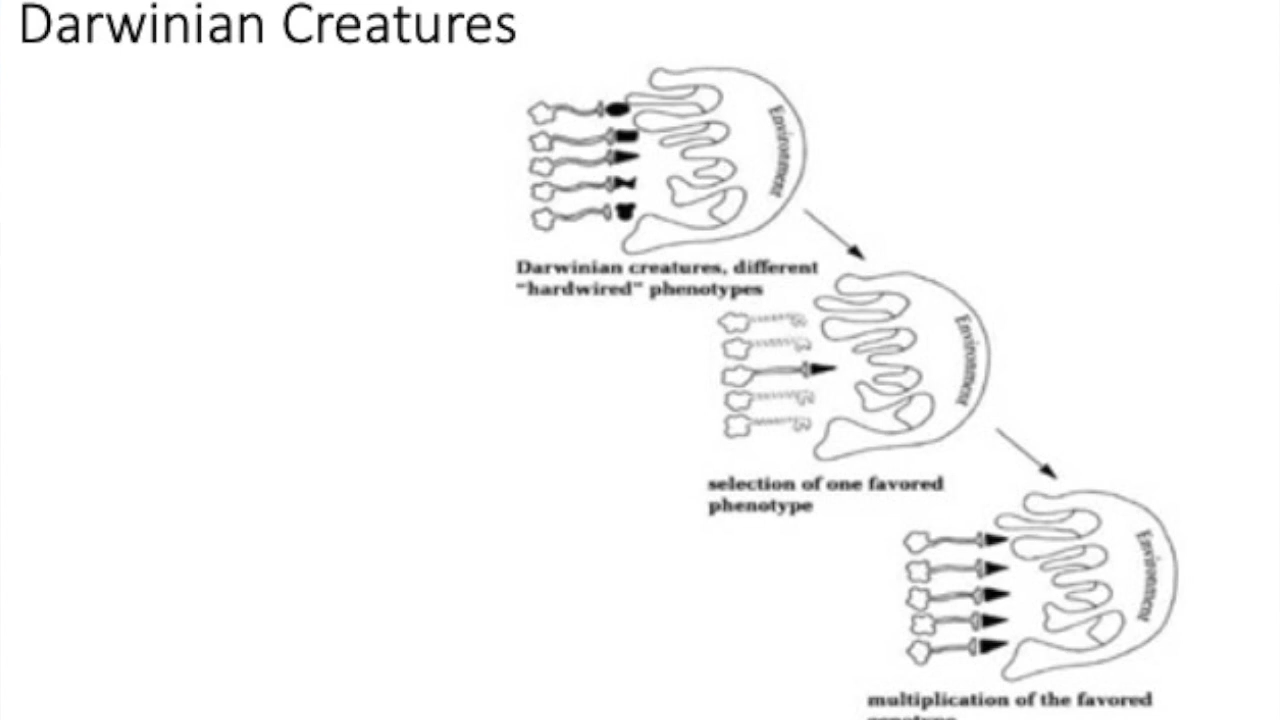 Darwinian Creatures
Environment
Darwinian creatures, different
"hardwired" phenotypes
Environment
selection of one favored
phenotype
Environment
multiplication of the favored